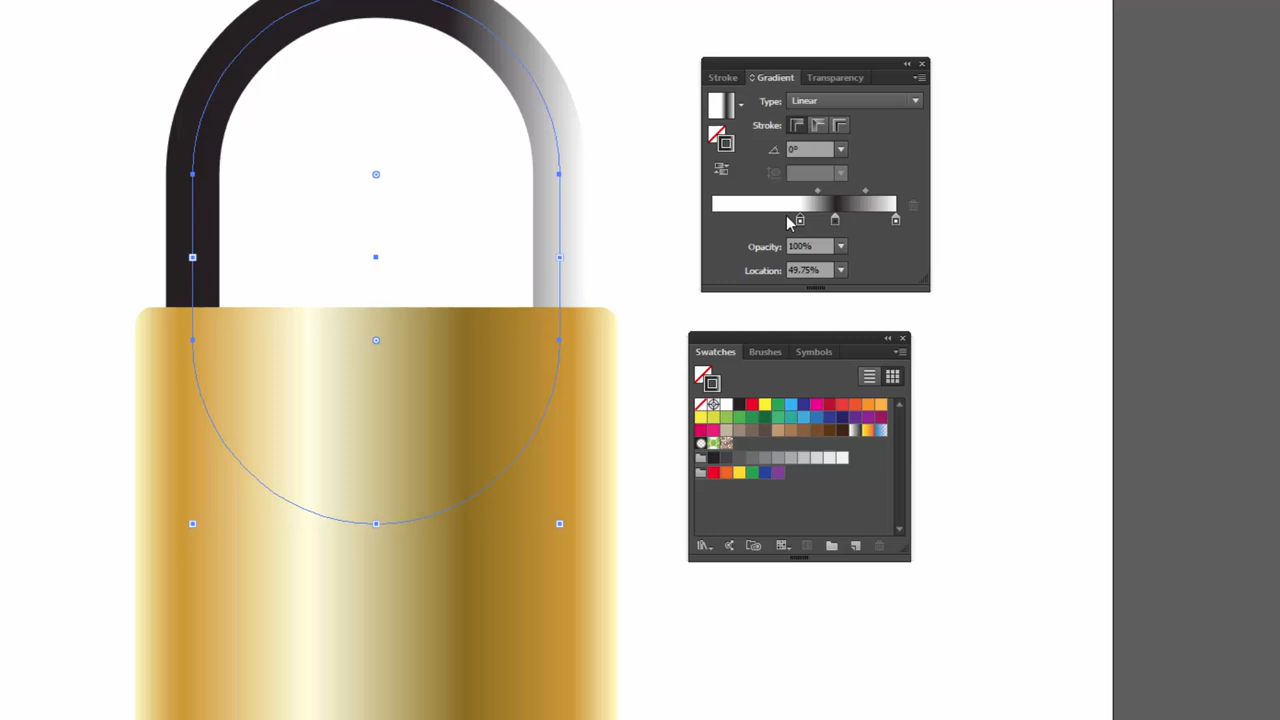 Stroke Gradient Transparency
Type: Linear
Stroke:
0°
Opacity: 100%
Location: 49.75%
Swatches Brushes Symbols